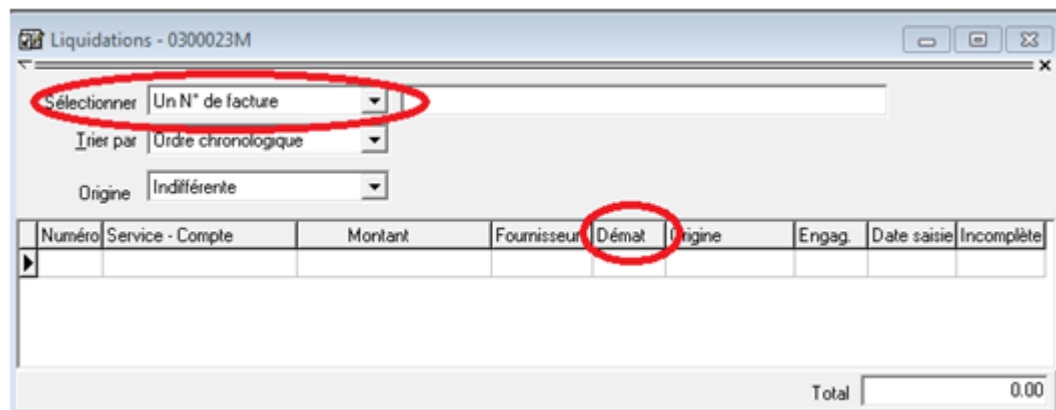 Liquidations - 0300023M
Sélectionner Un N° de facture
Trier par Ordre chronologique
Origine Indifférente
Numéro Service - Compte Montant Fournisseur Démat Origine Engag. Date saisie Incomplète
Total 0.00